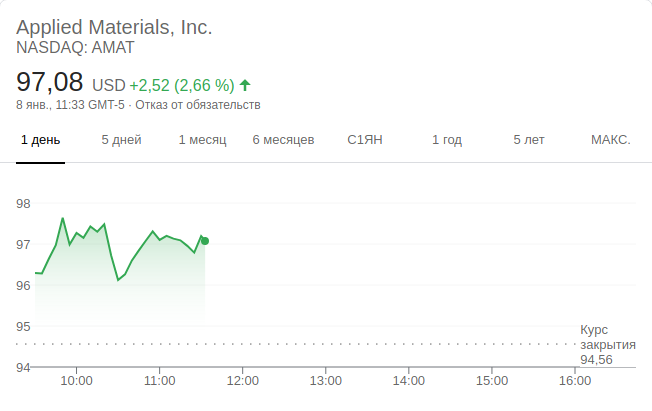 Applied Materials, Inc.
NASDAQ: AMAT
97,08 USD +2,52 (2,66 %)
8 янв., 11:33 GMT-5 · Отказ от обязательств
1 день 5 дней 1 месяц 6 месяцев С1ЯН 1 год 5 лет МАКС.
98
97
96
95
Курс
закрытия
94,56
94
10:00 11:00 12:00 13:00 14:00 15:00 16:00